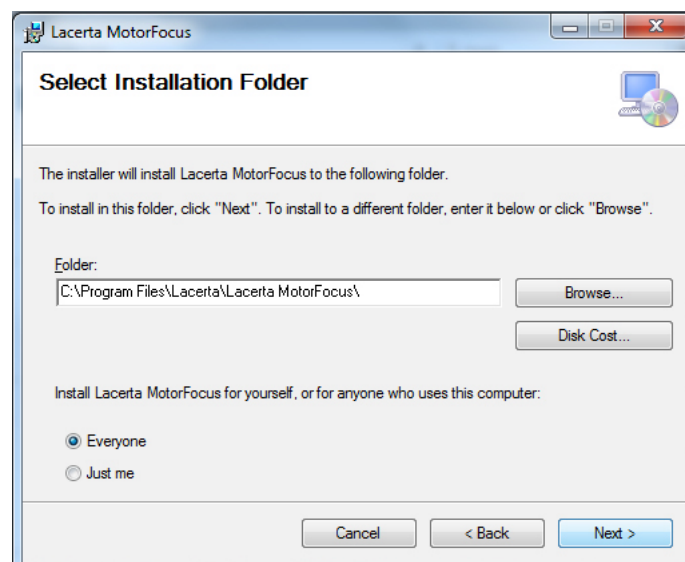 Lacerta MotorFocus
Select Installation Folder
The installer will install Lacerta MotorFocus to the following folder.
To install in this folder, click "Next". To install to a different folder, enter it below or click "Browse".
Folder:
C:\Program Files\Lacerta\Lacerta MotorFocus\
Browse...
Disk Cost...
Install Lacerta MotorFocus for yourself, or for anyone who uses this computer:
Everyone
Just me
Cancel
< Back
Next >